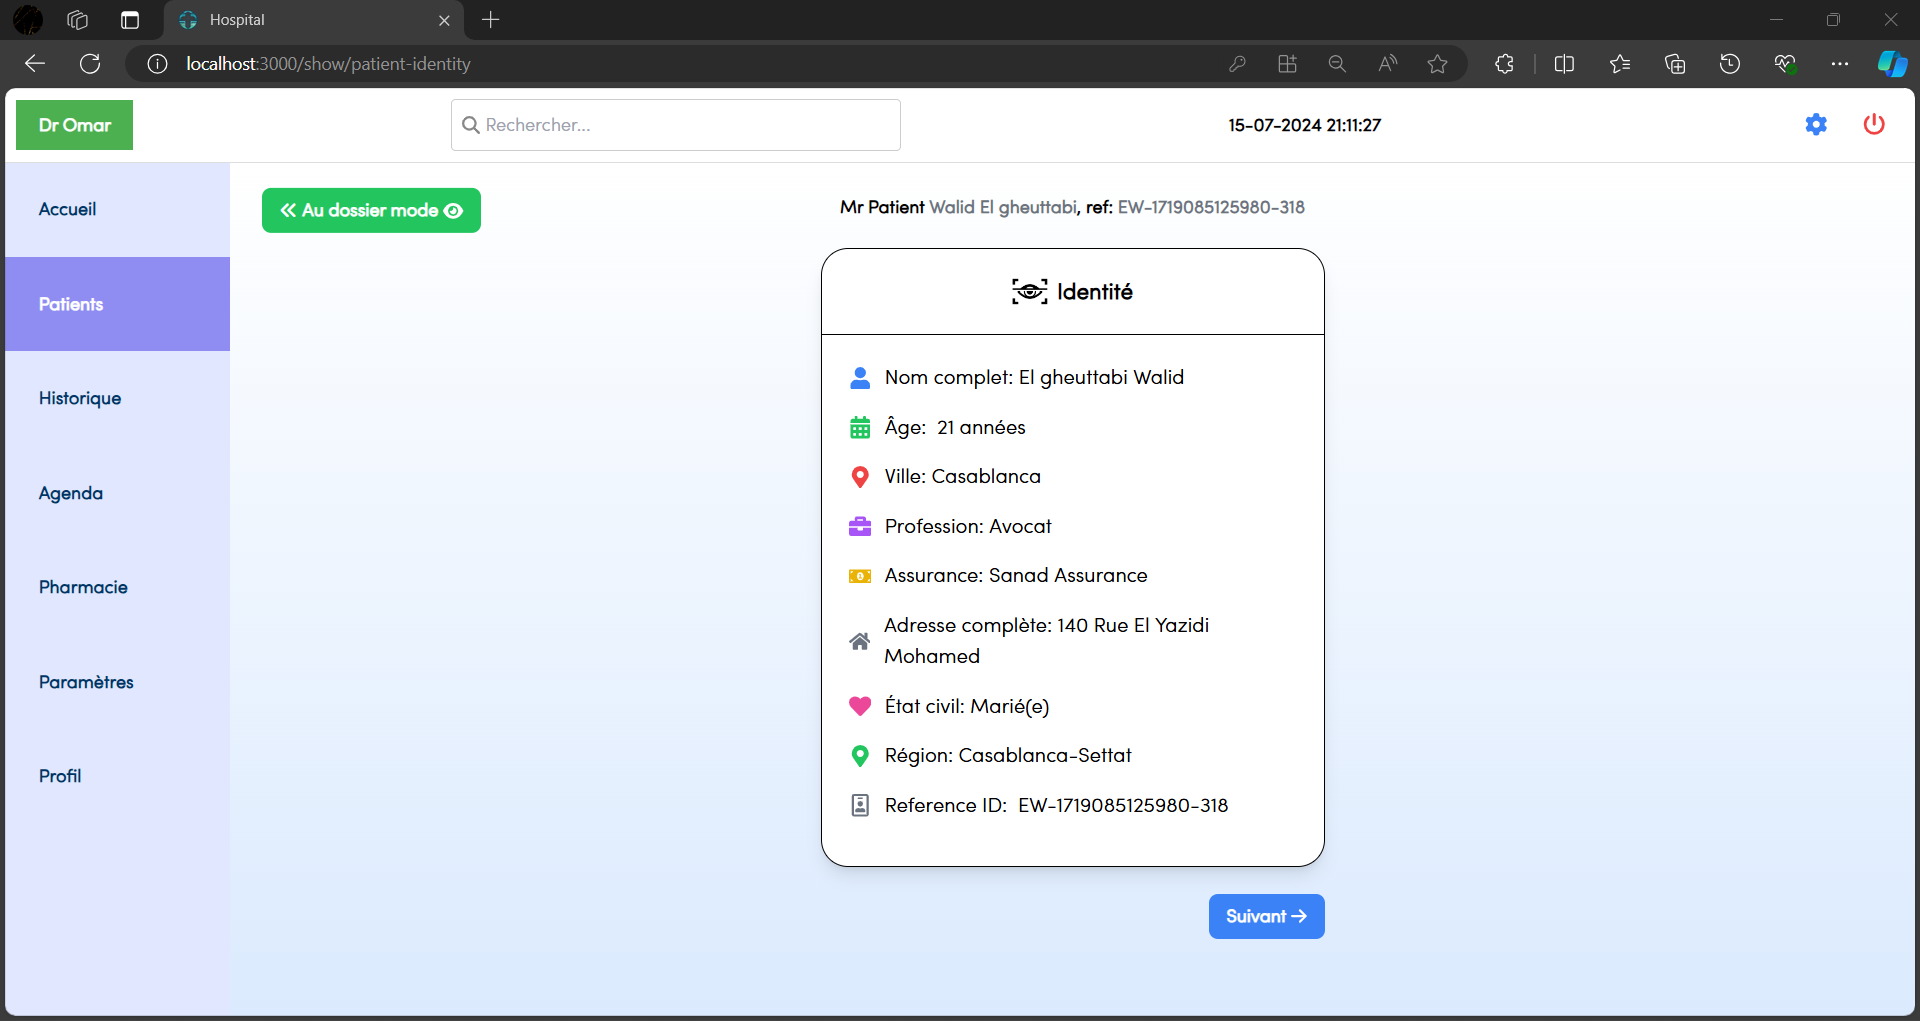 Hospital
localhost:3000/show/patient-identity
Dr Omar
Rechercher...
15-07-2024 21:11:27
Accueil
Patients
Historique
Agenda
Pharmacie
Paramètres
Profil
Au dossier mode
Mr Patient Walid El gheuttabi, ref: EW-1719085125980-318
Identité
Nom complet: El gheuttabi Walid
Âge: 21 années
Ville: Casablanca
Profession: Avocat
Assurance: Sanad Assurance
Adresse complète: 140 Rue El Yazidi
Mohamed
État civil: Marié(e)
Région: Casablanca-Settat
Reference ID: EW-1719085125980-318
Suivant